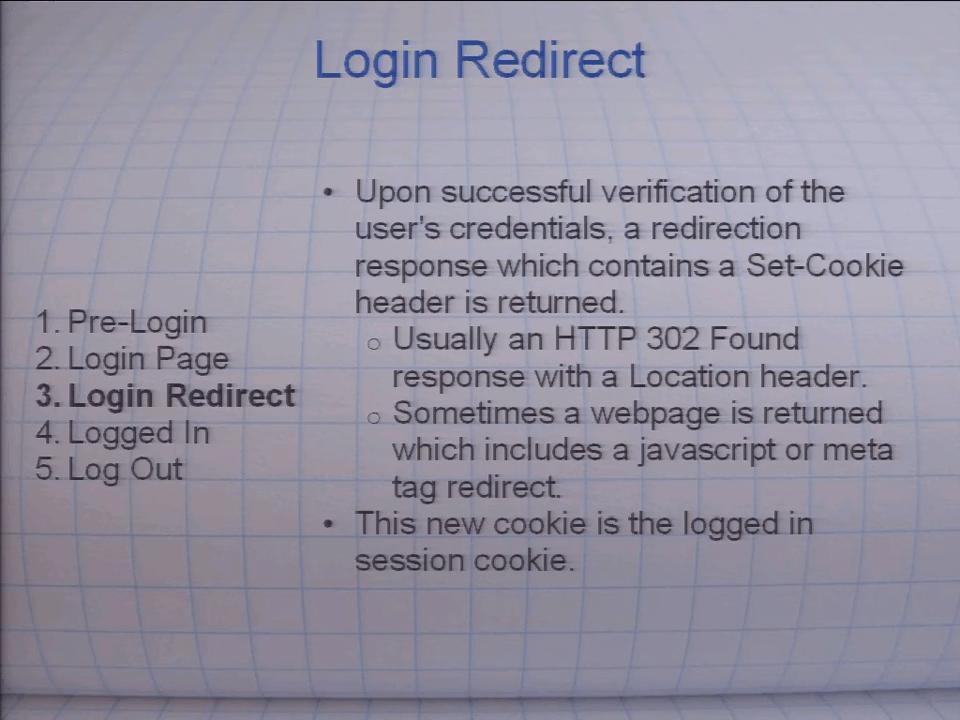 Login Redirect
1. Pre-Login
2. Login Page
3. Login Redirect
4. Logged In
5. Log Out
• Upon successful verification of the
user's credentials, a redirection
response which contains a Set-Cookie
header is returned.
o Usually an HTTP 302 Found
response with a Location header.
o Sometimes a webpage is returned
which includes a javascript or meta
tag redirect.
• This new cookie is the logged in
session cookie.